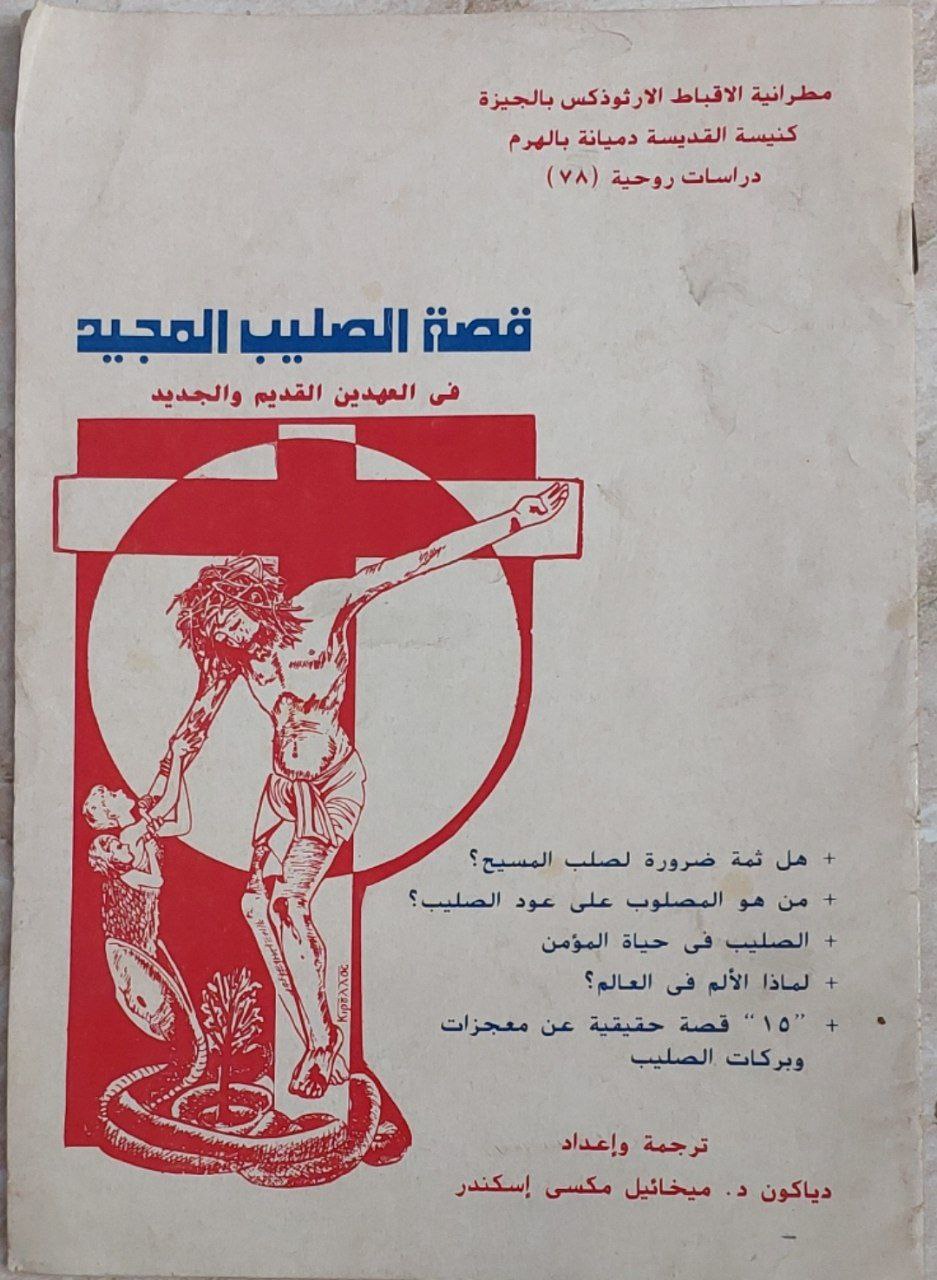 مطرانية الاقباط الارثوذكس بالجيزة
كنيسة القديسة دميانة بالهرم
دراسات روحية (٧٨)
قصة الصليب المجيد
فى العهدين القديم والجديد
+ هل ثمة ضرورة لصلب المسيح؟
+ من هو المصلوب على عود الصليب؟
+ الصليب فى حياة المؤمن
+ لماذا الألم فى العالم؟
+ "١٥" قصة حقيقية عن معجزات
وبركات الصليب
ترجمة وإعداد
دياكون د. ميخائيل مكسى إسكندر